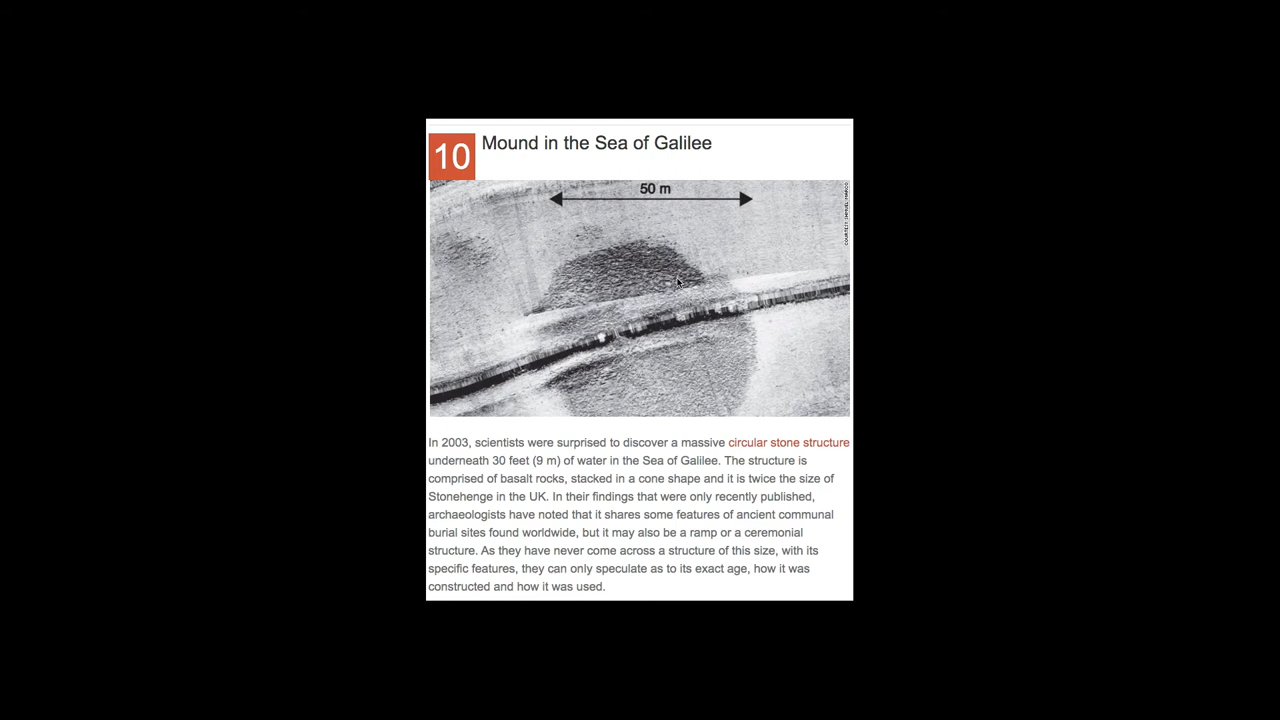 10
Mound in the Sea of Galilee
50 m
COURTESY SHMUEL MARCO
In 2003, scientists were surprised to discover a massive circular stone structure
underneath 30 feet (9 m) of water in the Sea of Galilee. The structure is
comprised of basalt rocks, stacked in a cone shape and it is twice the size of
Stonehenge in the UK. In their findings that were only recently published,
archaeologists have noted that it shares some features of ancient communal
burial sites found worldwide, but it may also be a ramp or a ceremonial
structure. As they have never come across a structure of this size, with its
specific features, they can only speculate as to its exact age, how it was
constructed and how it was used.